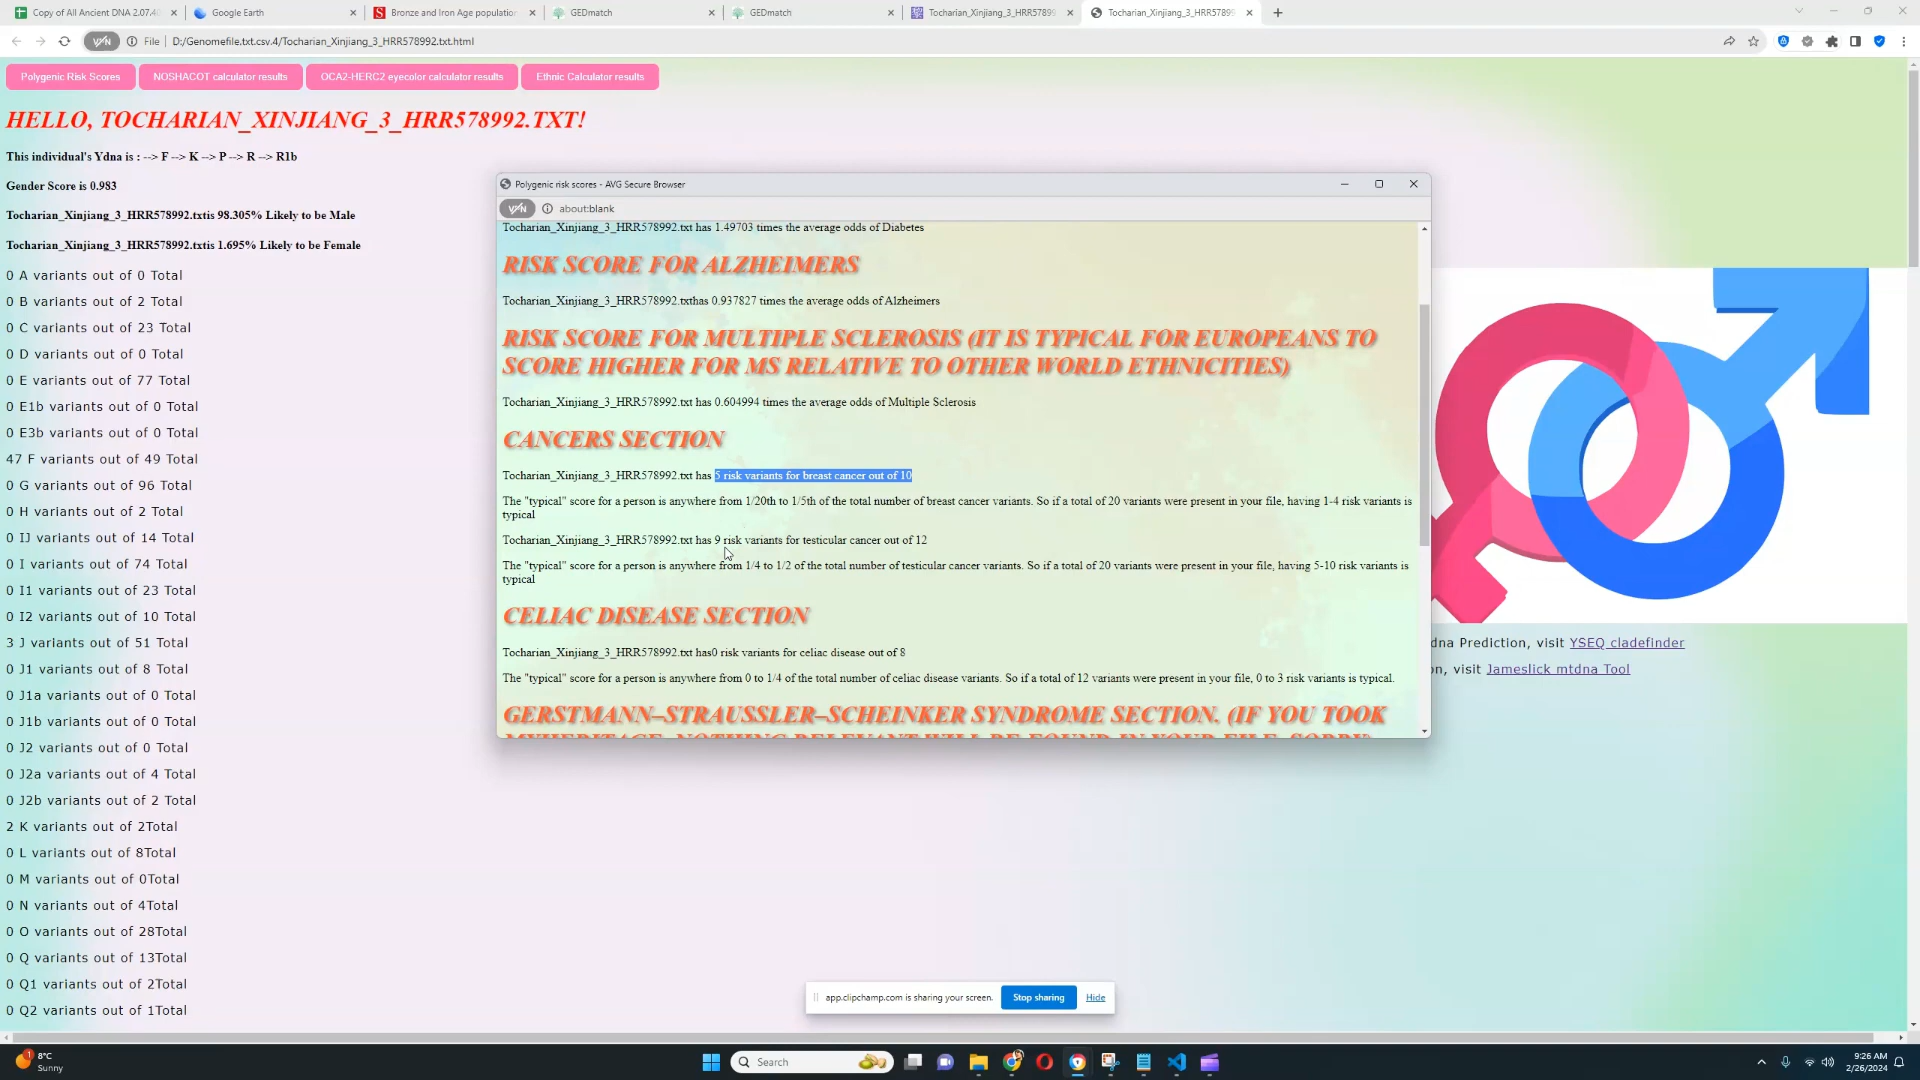 Copy of All Ancient DNA 2.07.40
Google Earth
Bronze and Iron Age population
GEDmatch
GEDmatch
Tocharian_Xinjiang_3_HRR57899
Tocharian_Xinjiang_3_HRR57899
File D:/Genomefile.txt.csv.4/Tocharian_Xinjiang_3_HRR578992.txt.html
Polygenic Risk Scores
NOSHACOT calculator results
OCA2-HERC2 eyecolor calculator results
Ethnic Calculator results
HELLO, TOCHARIAN_XINJIANG_3_HRR578992.TXT!
This individual's Ydna is : --> F --> K --> P --> R --> R1b
Gender Score is 0.983
Tocharian_Xinjiang_3_HRR578992.txtis 98.305% Likely to be Male
Tocharian_Xinjiang_3_HRR578992.txtis 1.695% Likely to be Female
0 A variants out of 0 Total
0 B variants out of 2 Total
0 C variants out of 23 Total
0 D variants out of 0 Total
0 E variants out of 77 Total
0 E1b variants out of 0 Total
0 E3b variants out of 0 Total
47 F variants out of 49 Total
0 G variants out of 96 Total
0 H variants out of 2 Total
0 IJ variants out of 14 Total
0 I variants out of 74 Total
0 I1 variants out of 23 Total
0 I2 variants out of 10 Total
3 J variants out of 51 Total
0 J1 variants out of 8 Total
0 J1a variants out of 0 Total
0 J1b variants out of 0 Total
0 J2 variants out of 0 Total
0 J2a variants out of 4 Total
0 J2b variants out of 2 Total
2 K variants out of 2Total
0 L variants out of 8Total
0 M variants out of 0Total
0 N variants out of 4Total
0 O variants out of 28Total
0 Q variants out of 13Total
0 Q1 variants out of 2Total
0 Q2 variants out of 1Total
Polygenic risk scores - AVG Secure Browser
about:blank
Tocharian_Xinjiang_3_HRR578992.txt has 1.49703 times the average odds of Diabetes
RISK SCORE FOR ALZHEIMERS
Tocharian_Xinjiang_3_HRR578992.txthas 0.937827 times the average odds of Alzheimers
RISK SCORE FOR MULTIPLE SCLEROSIS (IT IS TYPICAL FOR EUROPEANS TO
SCORE HIGHER FOR MS RELATIVE TO OTHER WORLD ETHNICITIES)
Tocharian_Xinjiang_3_HRR578992.txt has 0.604994 times the average odds of Multiple Sclerosis
CANCERS SECTION
Tocharian_Xinjiang_3_HRR578992.txt has 5 risk variants for breast cancer out of 10
The "typical" score for a person is anywhere from 1/20th to 1/5th of the total number of breast cancer variants. So if a total of 20 variants were present in your file, having 1-4 risk variants is
typical
Tocharian_Xinjiang_3_HRR578992.txt has 9 risk variants for testicular cancer out of 12
The "typical" score for a person is anywhere from 1/4 to 1/2 of the total number of testicular cancer variants. So if a total of 20 variants were present in your file, having 5-10 risk variants is
typical
CELIAC DISEASE SECTION
Tocharian_Xinjiang_3_HRR578992.txt has0 risk variants for celiac disease out of 8
The "typical" score for a person is anywhere from 0 to 1/4 of the total number of celiac disease variants. So if a total of 12 variants were present in your file, 0 to 3 risk variants is typical.
GERSTMANN–STRAUSSLER–SCHEINKER SYNDROME SECTION. (IF YOU TOOK
MYHERITAGE, NOTHING RELEVANT WILL BE FOUND IN YOUR FILE, SORRY)
dna Prediction, visit YSEQ cladefinder
on, visit Jameslick mtdna Tool
app.clipchamp.com is sharing your screen.
Stop sharing
Hide
1
8°C
Sunny
Search
9:26 AM
2/26/2024